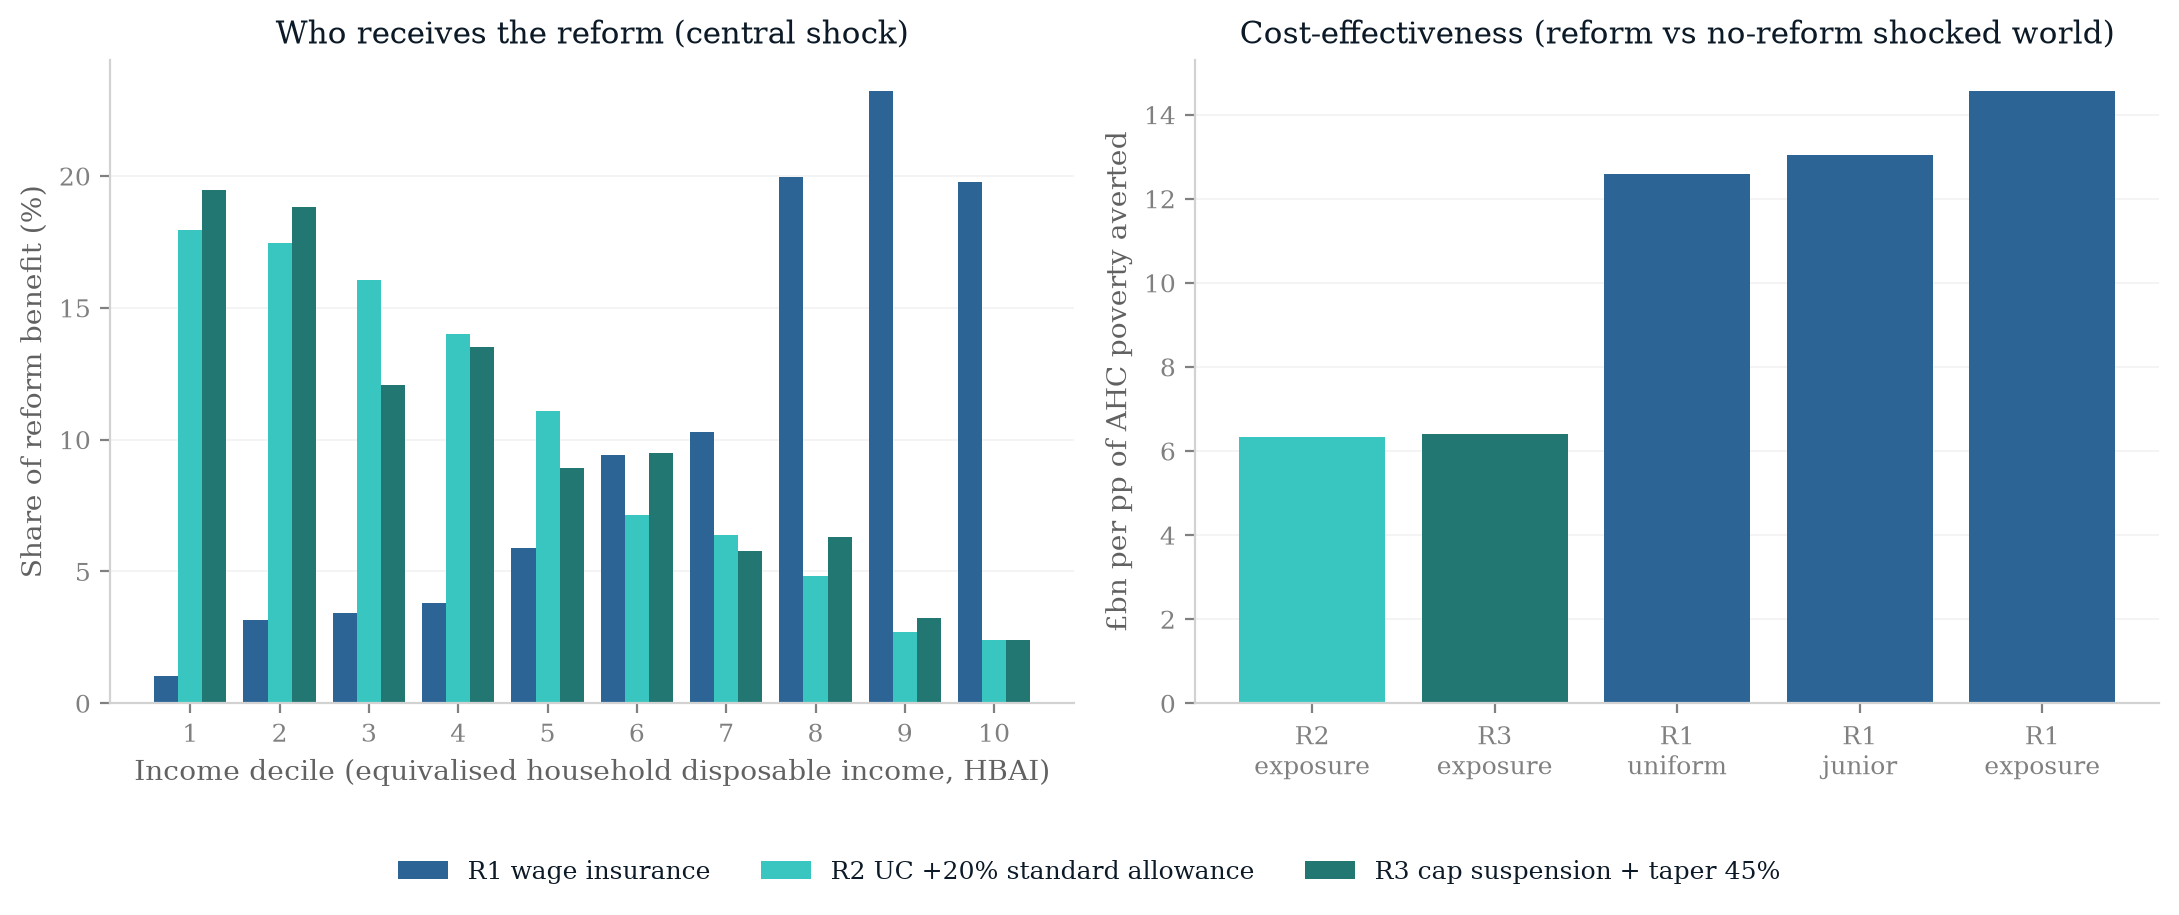 Who receives the reform (central shock)
Share of reform benefit (%)
20
15
10
5
0
1 2 3 4 5 6 7 8 9 10
Income decile (equivalised household disposable income, HBAI)
Cost-effectiveness (reform vs no-reform shocked world)
£bn per pp of AHC poverty averted
14
12
10
8
6
4
2
0
R2 exposure
R3 exposure
R1 uniform
R1 junior
R1 exposure
R1 wage insurance
R2 UC +20% standard allowance
R3 cap suspension + taper 45%